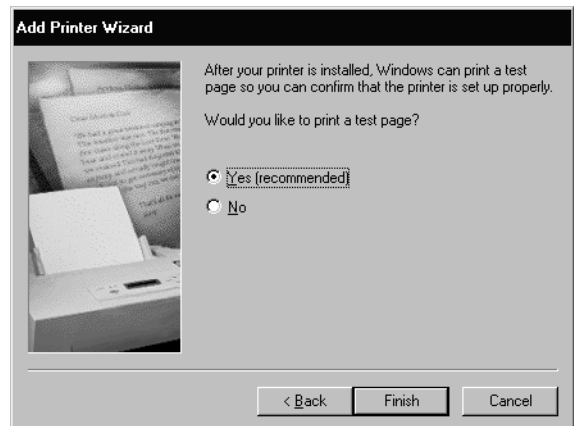 Add Printer Wizard
After your printer is installed, Windows can print a test
page so you can confirm that the printer is set up properly.
Would you like to print a test page?
Yes (recommended)
No
< Back
Finish
Cancel